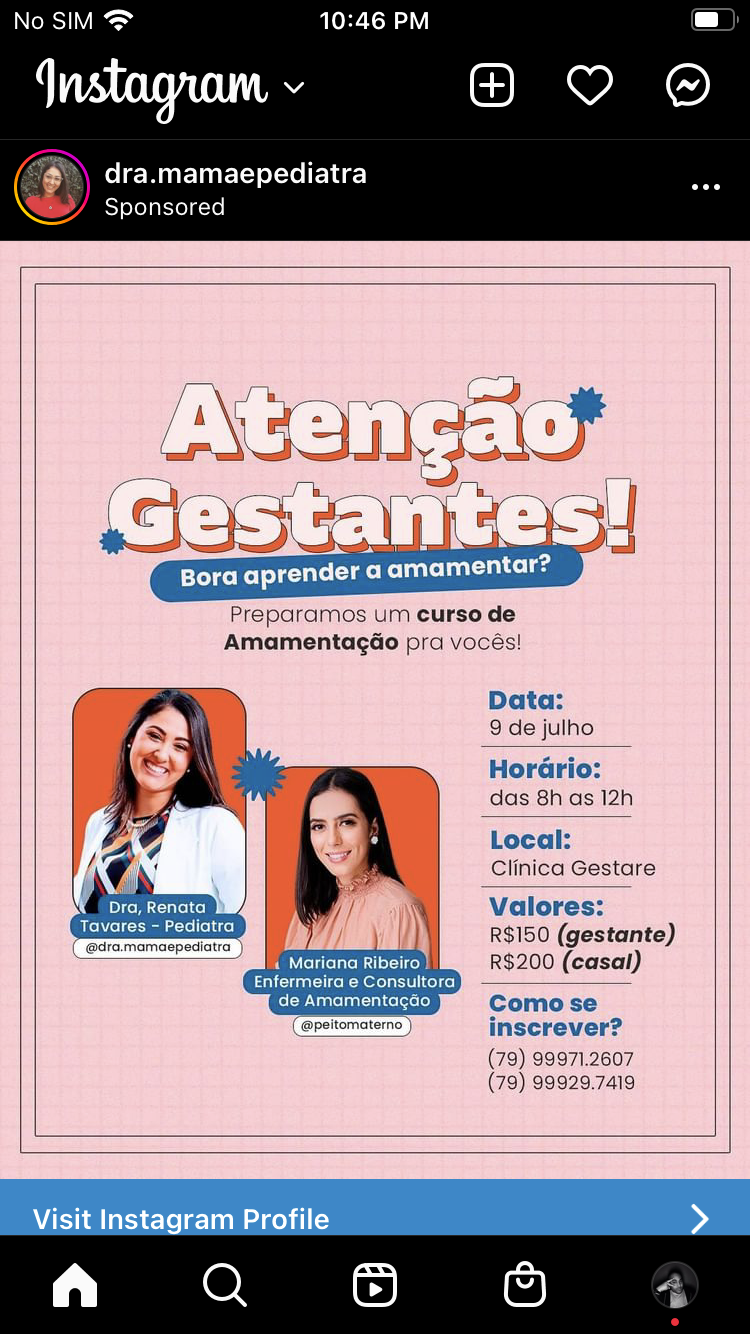 No SIM 10:46 PM
Instagram
dra.mamaepediatra
Sponsored
Atenção
Gestantes!
Bora aprender a amamentar?
Preparamos um curso de
Amamentação pra vocês!
Dra, Renata
Tavares - Pediatra
@dra.mamaepediatra
Mariana Ribeiro
Enfermeira e Consultora
de Amamentação
@peitomaterno
Data:
9 de julho
Horário:
das 8h as 12h
Local:
Clínica Gestare
Valores:
R$150 (gestante)
R$200 (casal)
Como se
inscrever?
(79) 99971.2607
(79) 99929.7419
Visit Instagram Profile